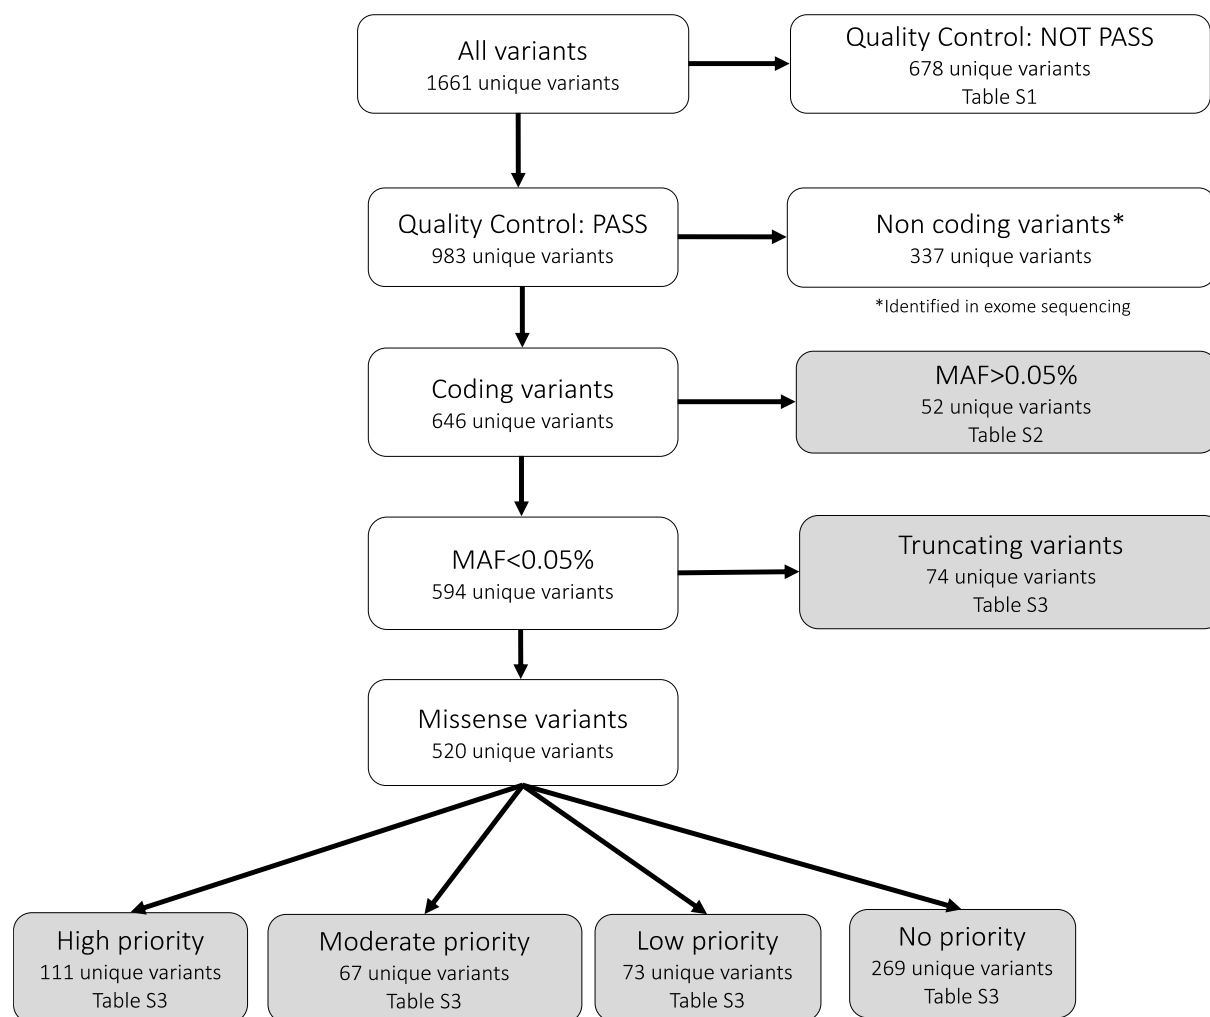 All variants
1661 unique variants
Quality Control: NOT PASS
678 unique variants
Table S1
Quality Control: PASS
983 unique variants
Non coding variants*
337 unique variants
*Identified in exome sequencing
Coding variants
646 unique variants
MAF>0.05%
52 unique variants
Table S2
MAF<0.05%
594 unique variants
Truncating variants
74 unique variants
Table S3
Missense variants
520 unique variants
High priority
111 unique variants
Table S3
Moderate priority
67 unique variants
Table S3
Low priority
73 unique variants
Table S3
No priority
269 unique variants
Table S3